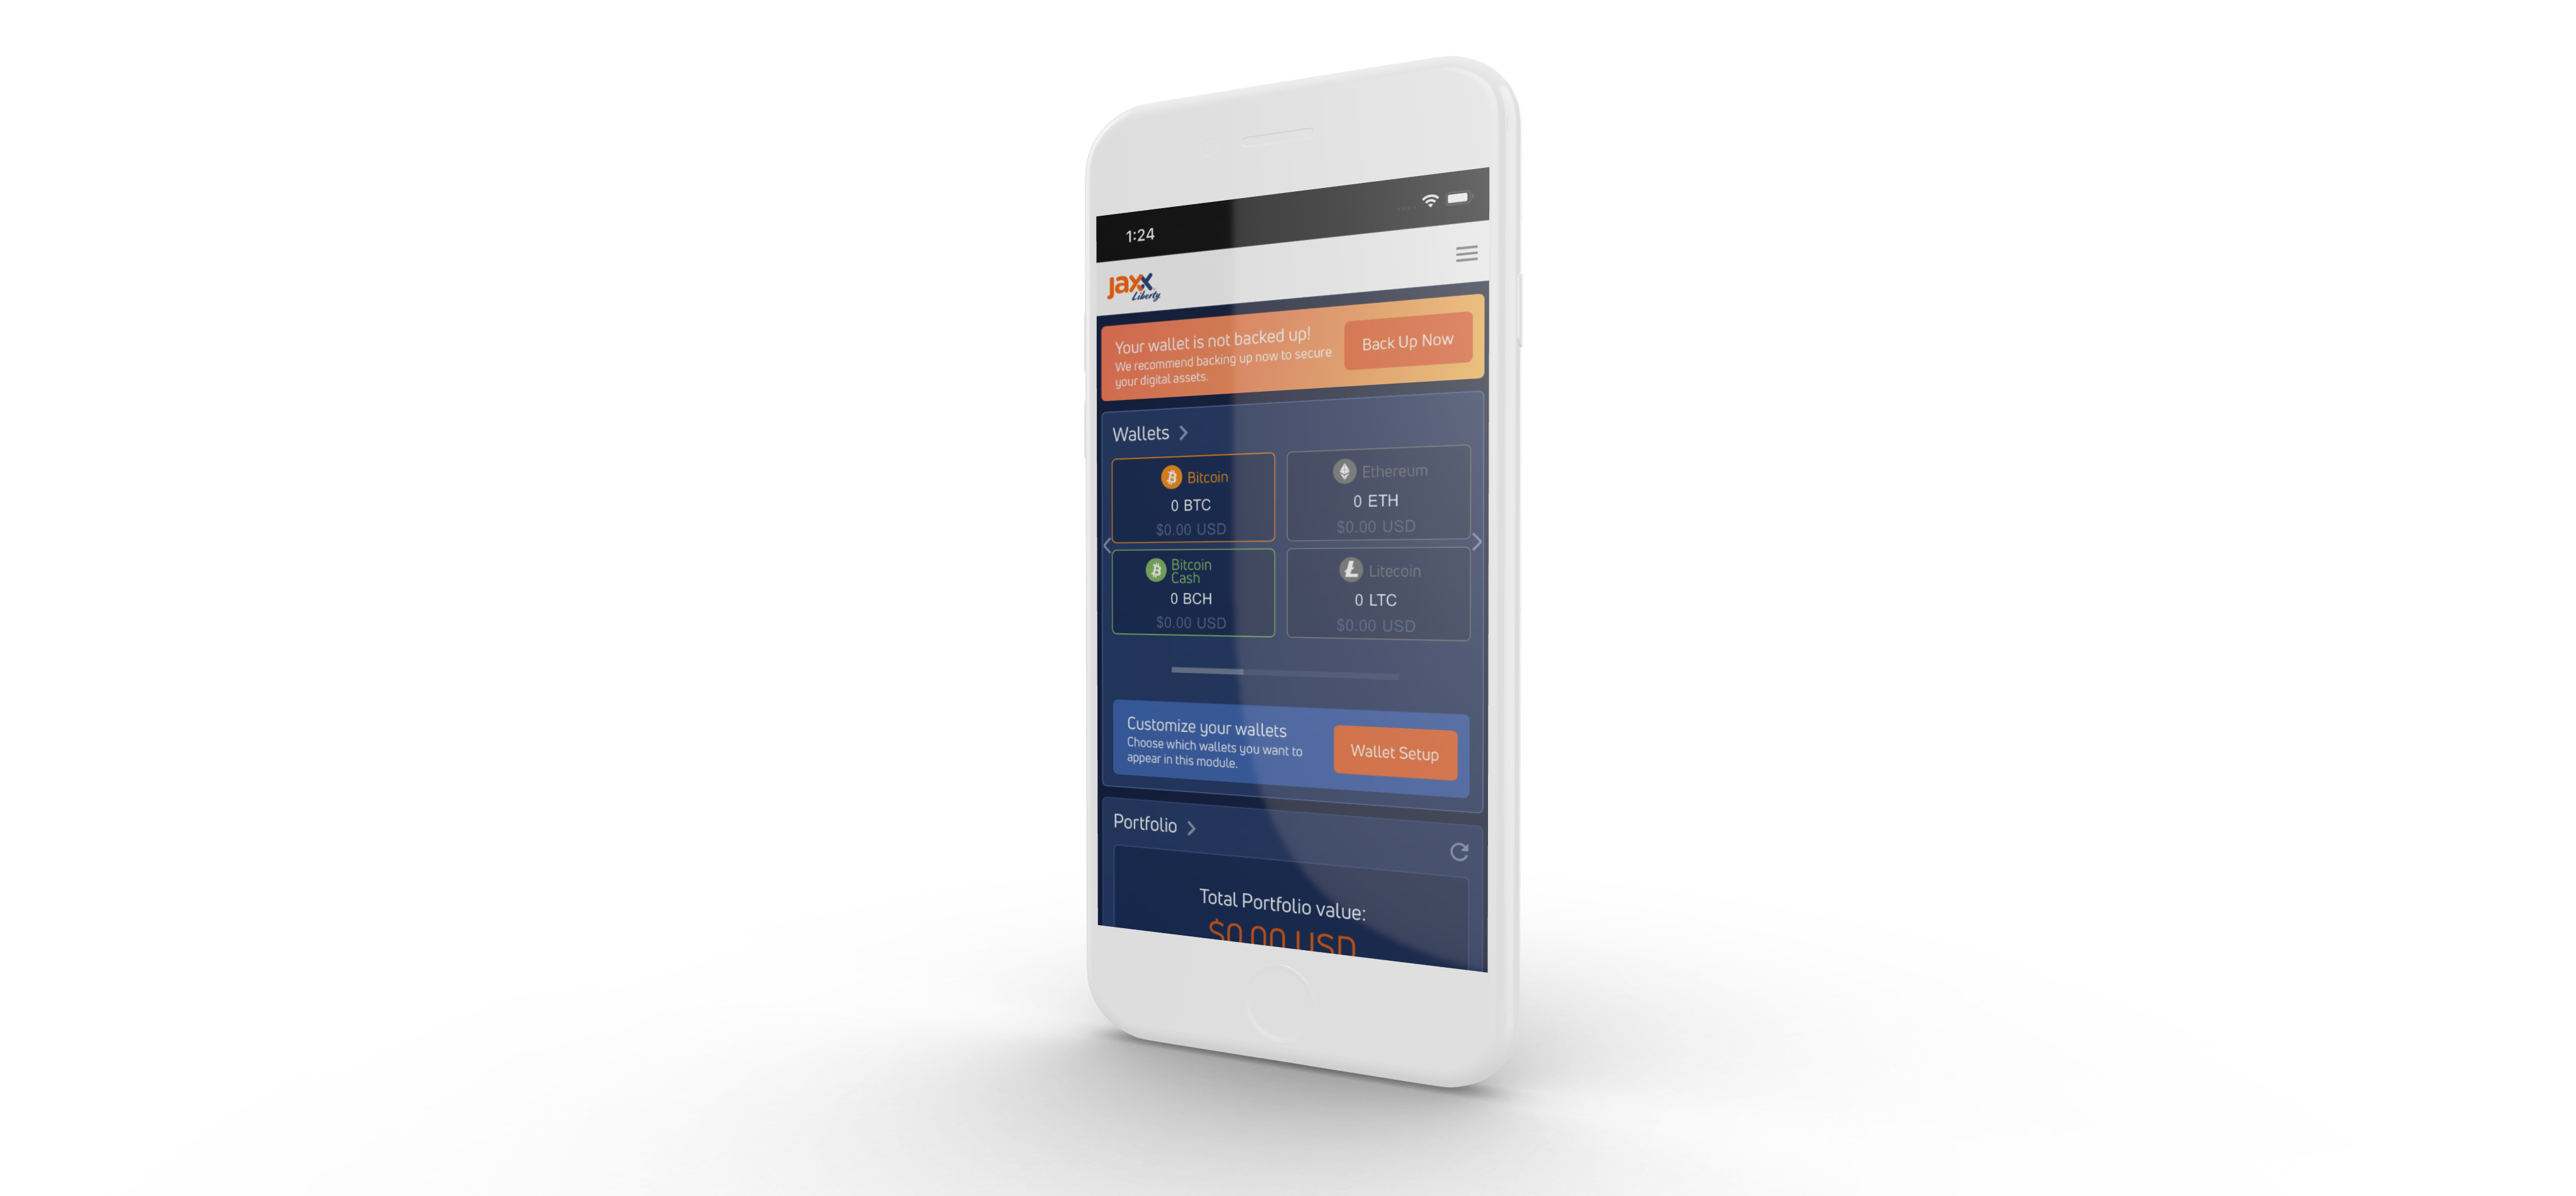 1:24
jaxx
Liberty
Your wallet is not backed up!
We recommend backing up now to secure
your digital assets.
Back Up Now
Wallets
Bitcoin
0 BTC
$0.00 USD
Ethereum
0 ETH
$0.00 USD
Bitcoin
Cash
0 BCH
$0.00 USD
Litecoin
0 LTC
$0.00 USD
Customize your wallets
Choose which wallets you want to
appear in this module.
Wallet Setup
Portfolio
Total Portfolio value:
$0.00 USD